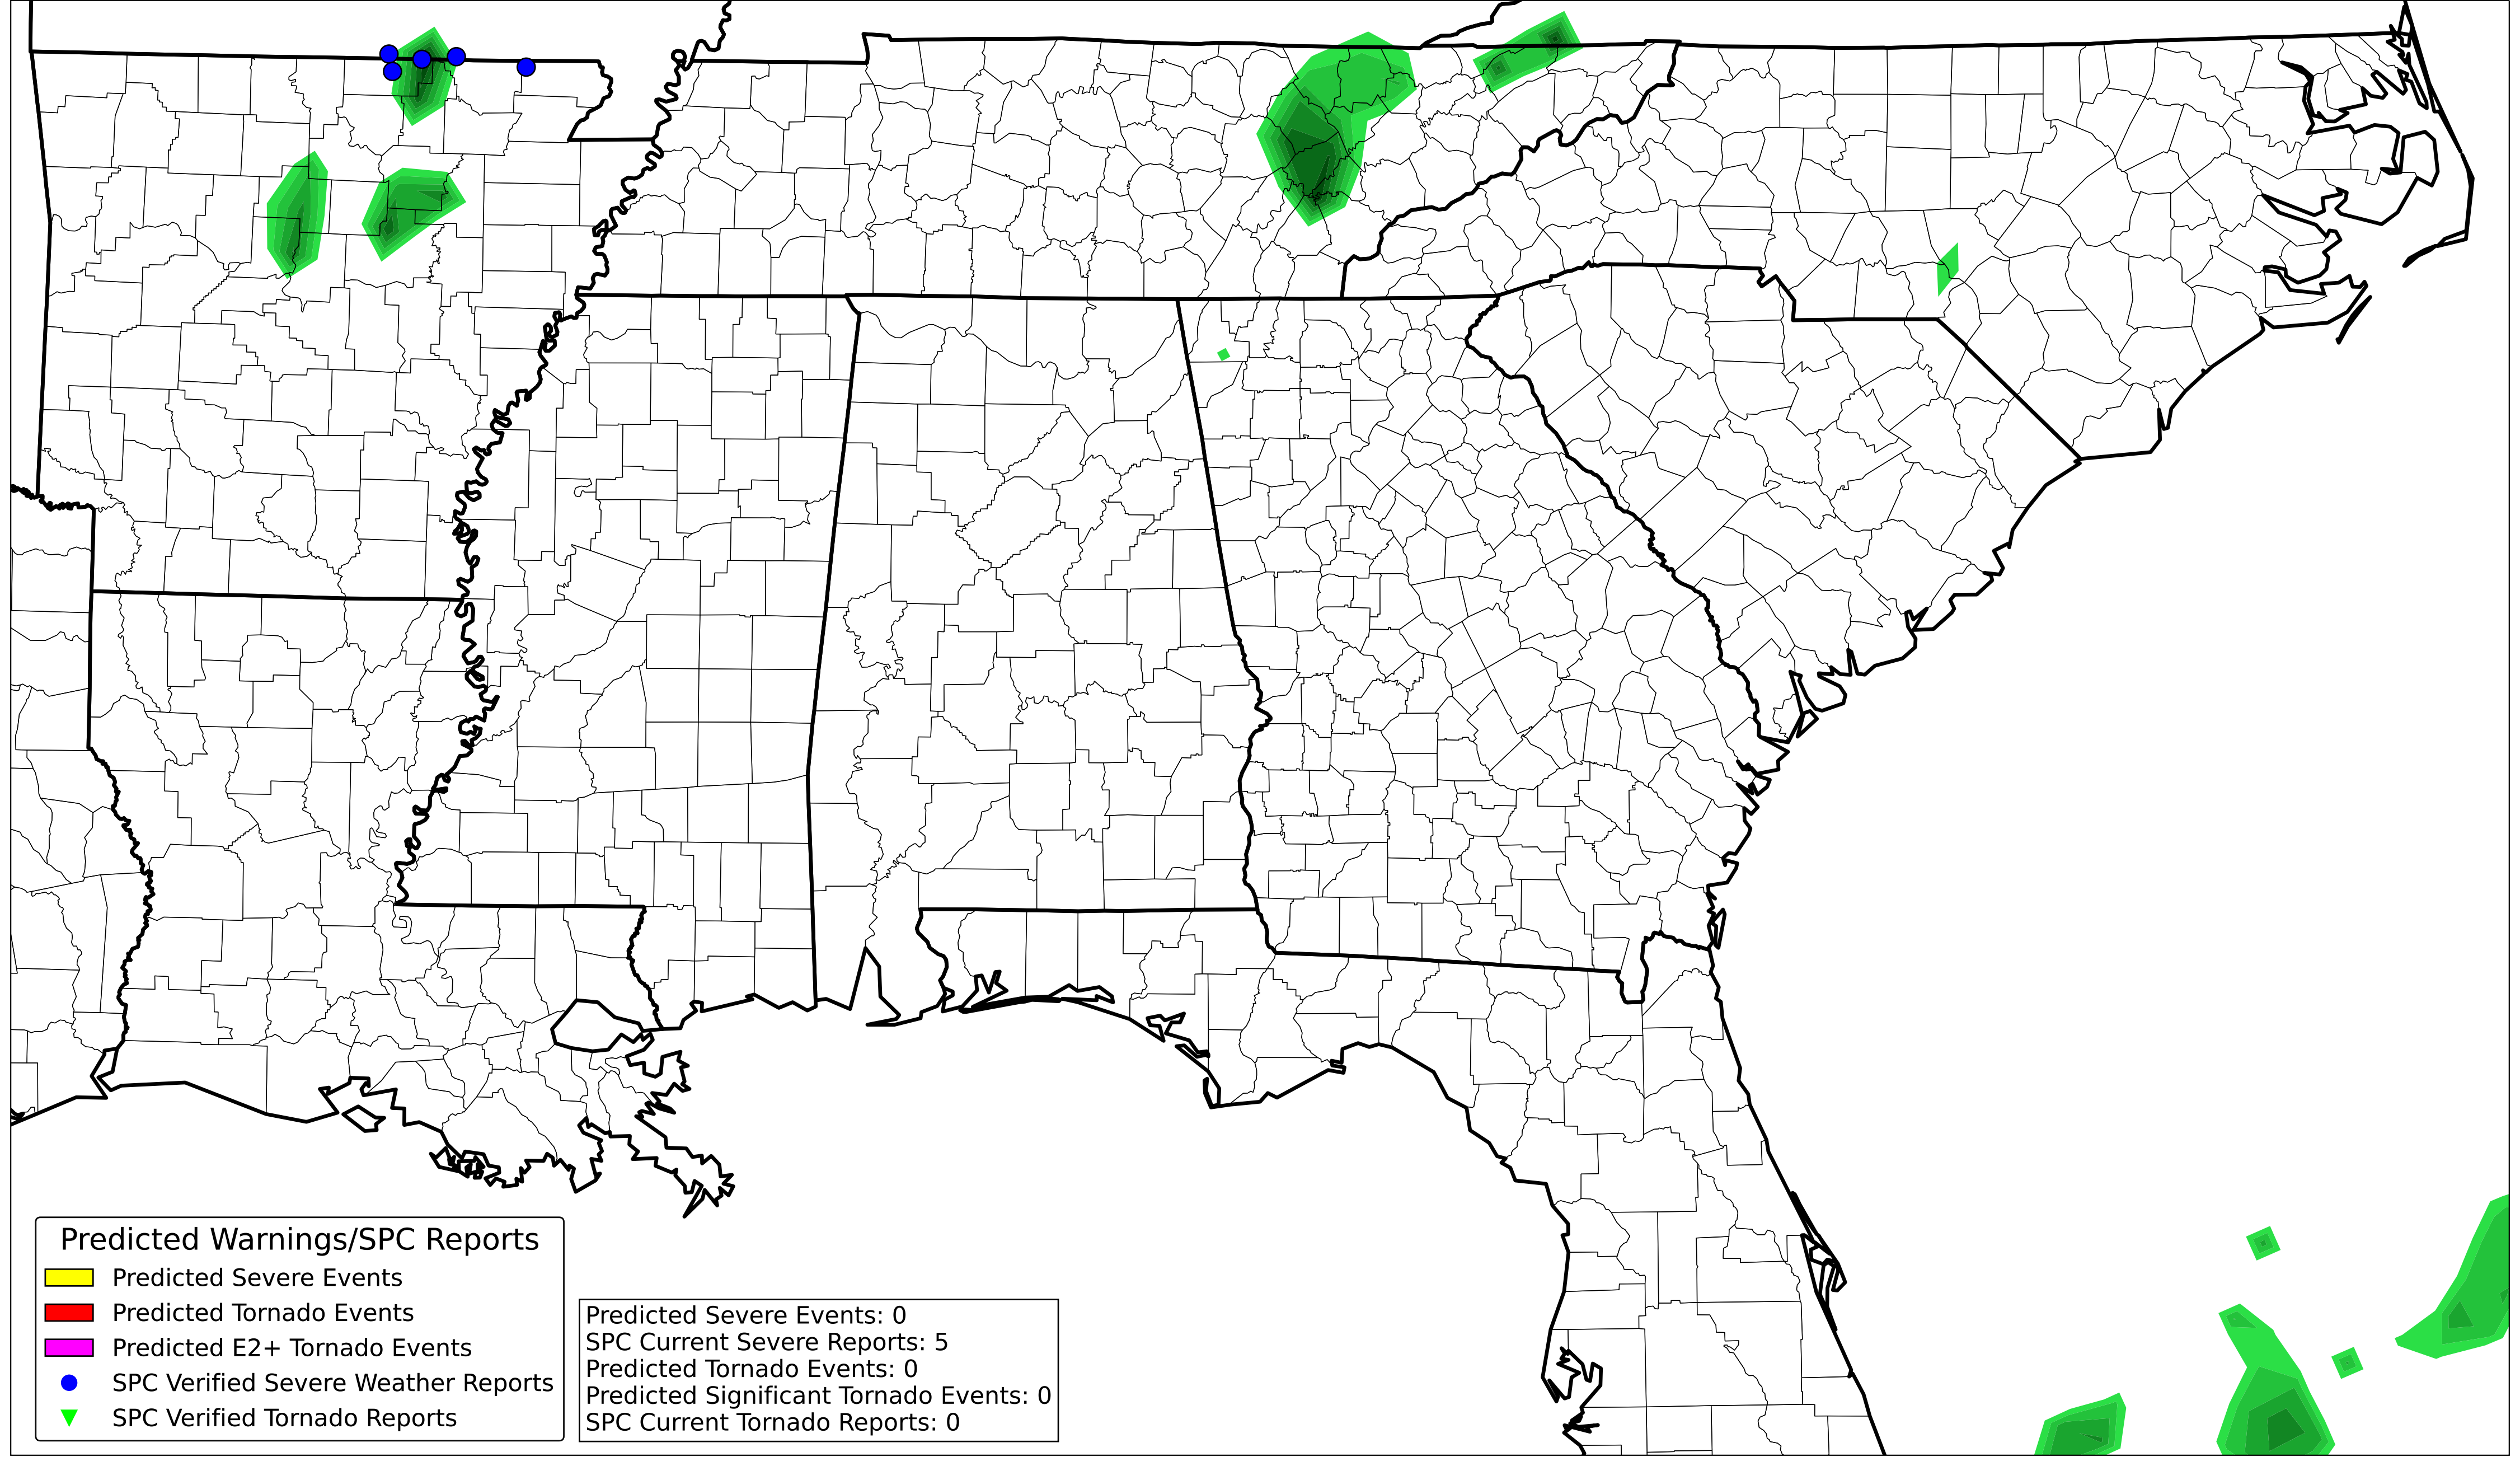 Predicted Warnings/SPC Reports
Predicted Severe Events
Predicted Tornado Events
Predicted E2+ Tornado Events
SPC Verified Severe Weather Reports
SPC Verified Tornado Reports
Predicted Severe Events: 0
SPC Current Severe Reports: 5
Predicted Tornado Events: 0
Predicted Significant Tornado Events: 0
SPC Current Tornado Reports: 0